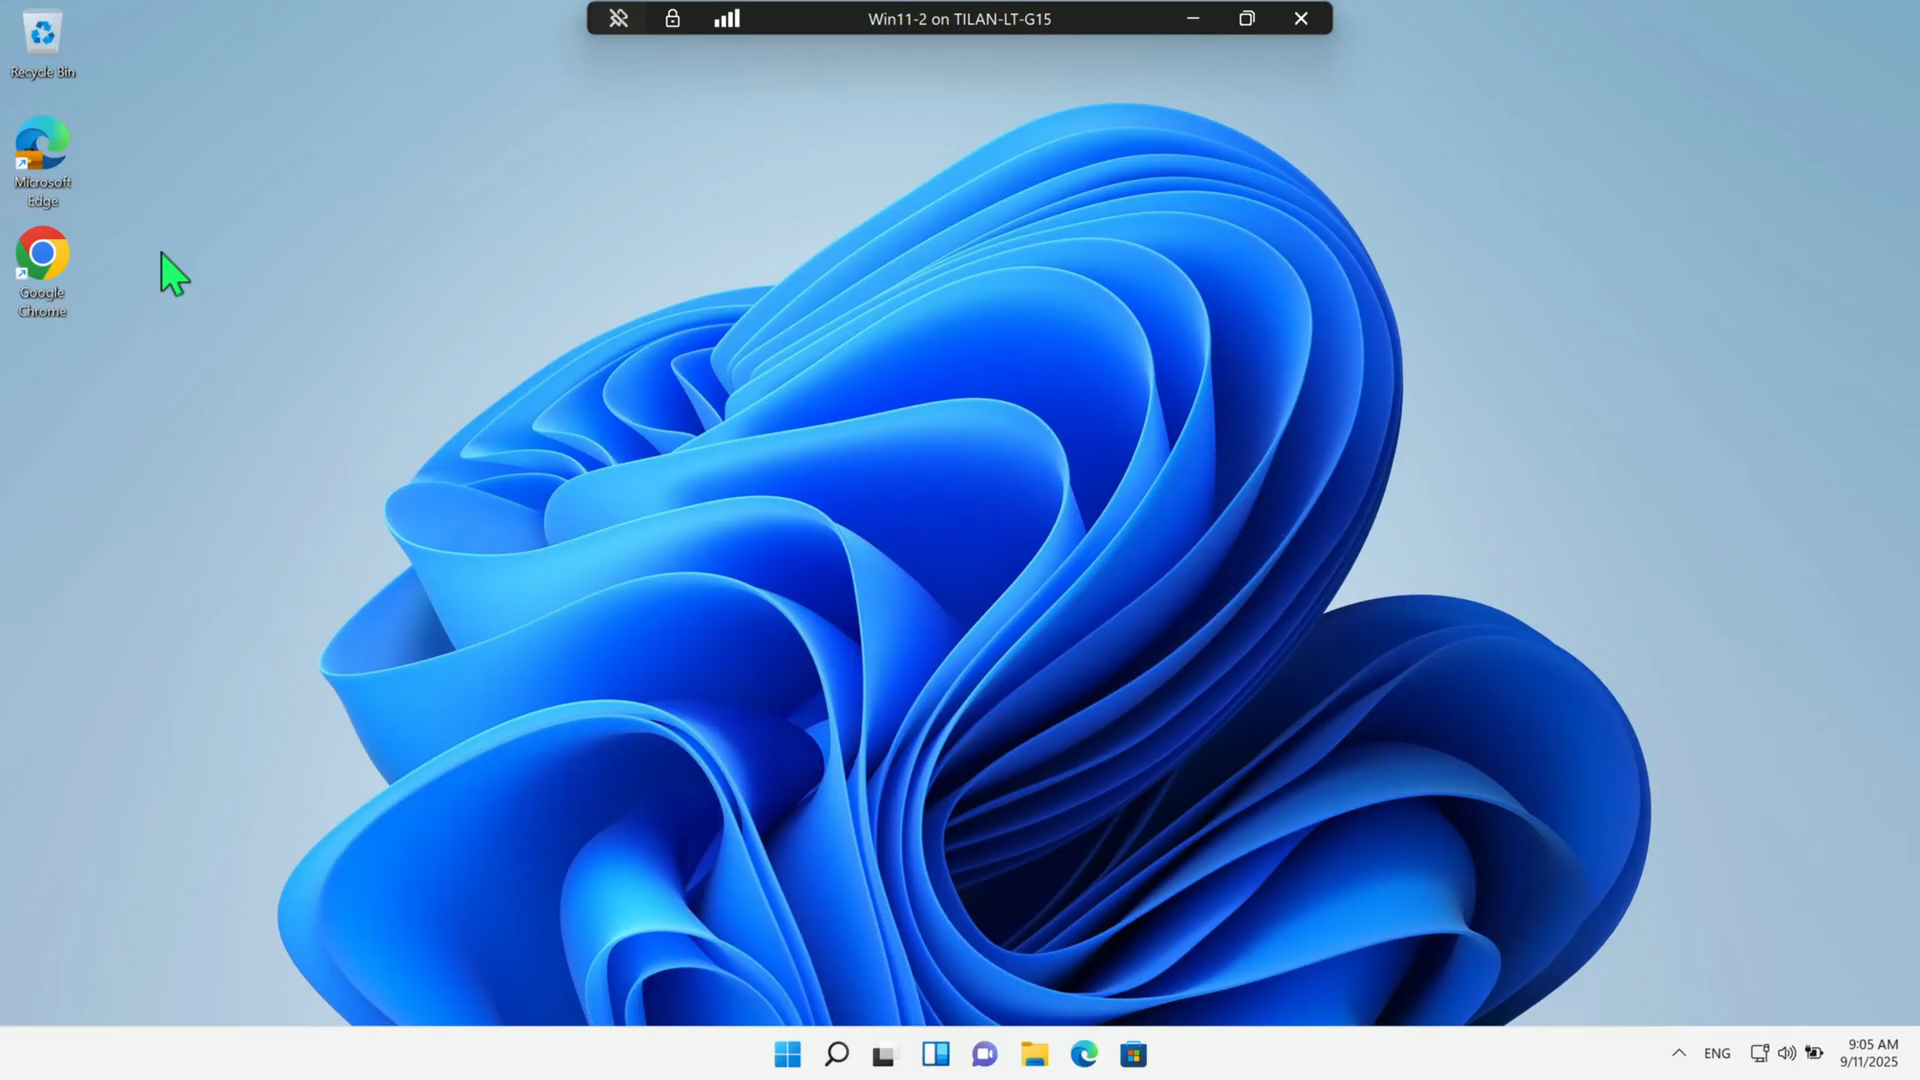 Win11-2 on TILAN-LT-G15
Recycle Bin
Microsoft
Edge
Google
Chrome
ENG
9:05 AM
9/11/2025